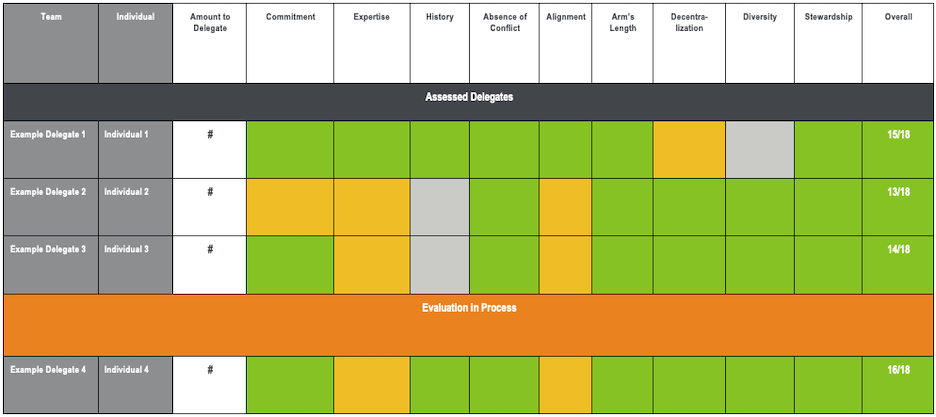 Team Individual Amount to Delegate Commitment Expertise History Absence of Conflict Alignment Arm's Length Decentra-lization Diversity Stewardship Overall
Assessed Delegates
Example Delegate 1 Individual 1 # 15/18
Example Delegate 2 Individual 2 # 13/18
Example Delegate 3 Individual 3 # 14/18
Evaluation in Process
Example Delegate 4 Individual 4 # 16/18